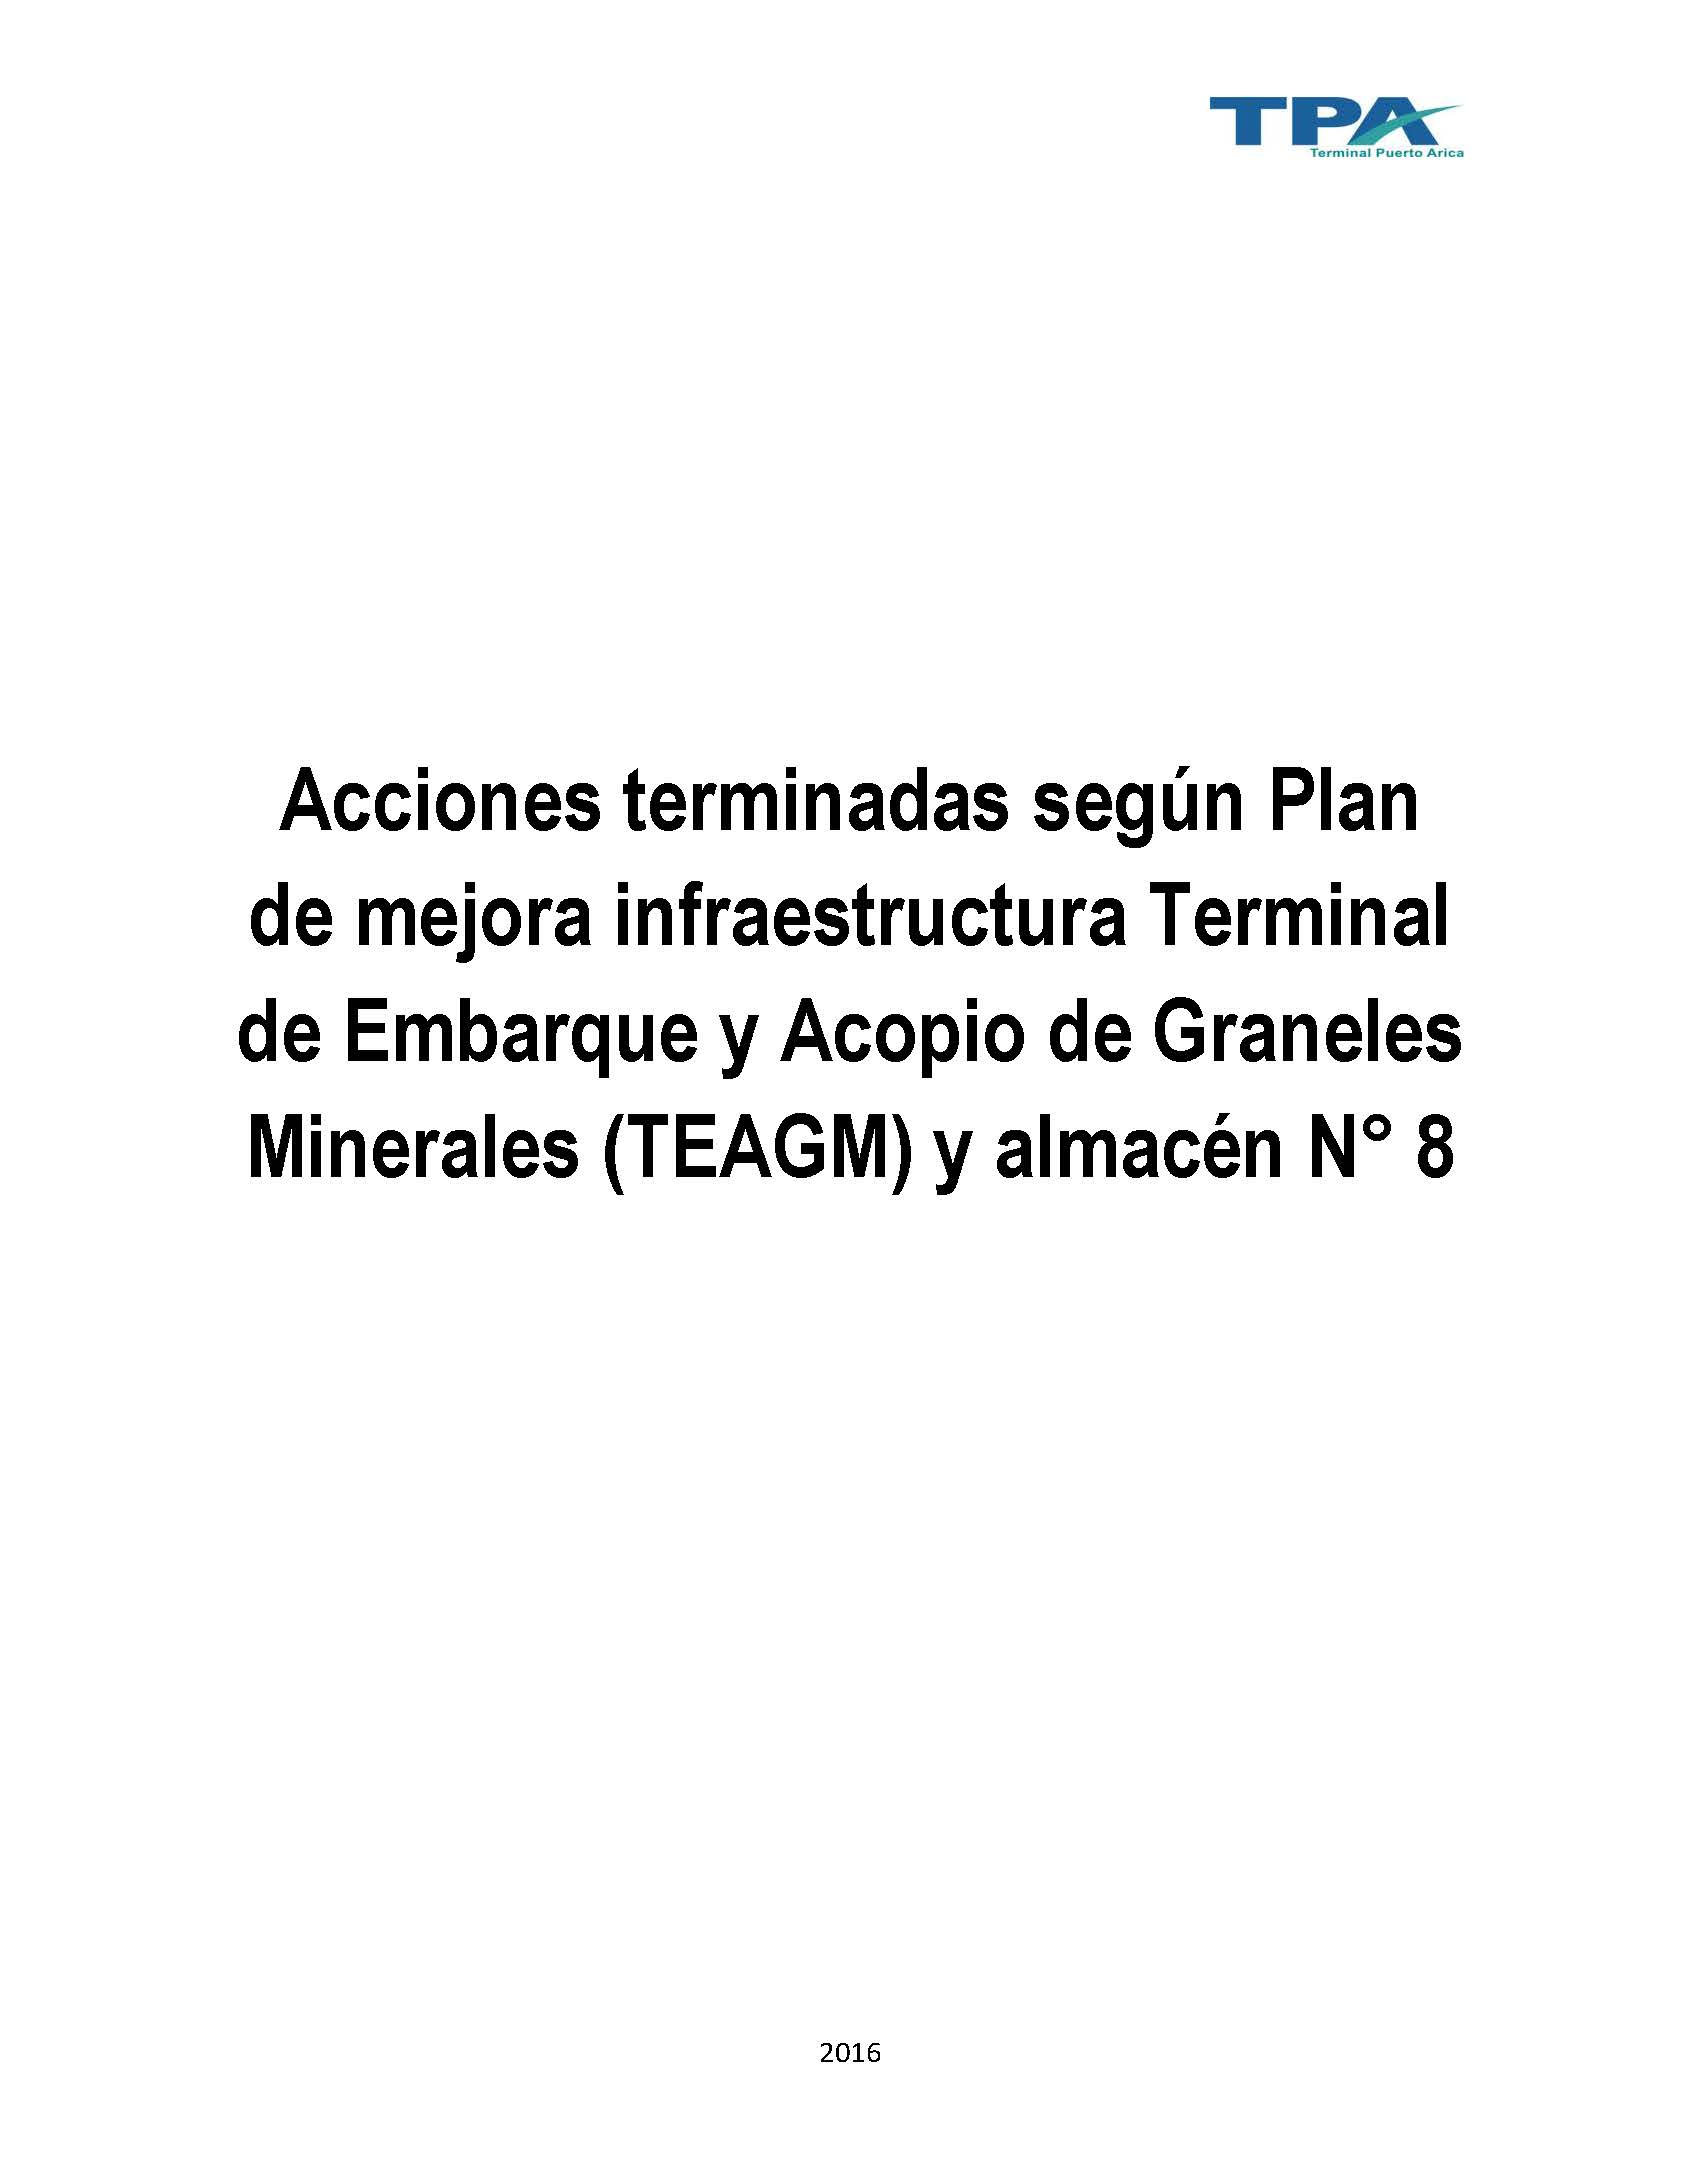 TPA
Terminal Puerto Arica
Acciones terminadas según Plan
de mejora infraestructura Terminal
de Embarque y Acopio de Graneles
Minerales (TEAGM) y almacén N° 8
2016